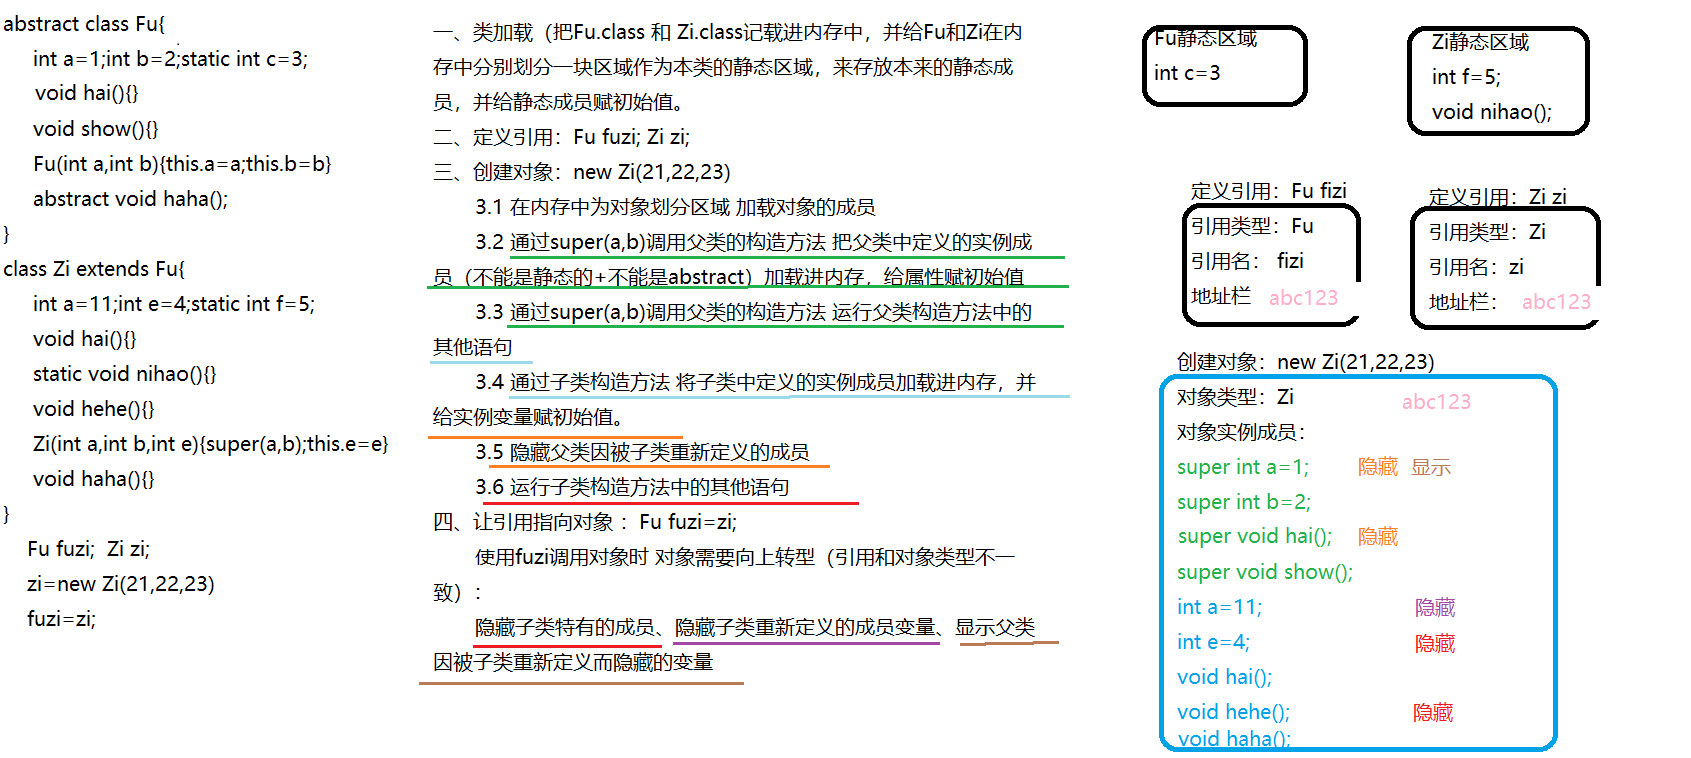 abstract class Fu{
int a=1;int b=2;static int c=3;
void hai(){}
void show(){}
Fu(int a,int b){this.a=a;this.b=b}
abstract void haha();
}
class Zi extends Fu{
int a=11;int e=4;static int f=5;
void hai(){}
static void nihao(){}
void hehe(){}
Zi(int a,int b,int e){super(a,b);this.e=e}
void haha(){}
}
Fu fuzi;  Zi zi;
zi=new Zi(21,22,23)
fuzi=zi;
一、类加载（把Fu.class 和 Zi.class记载进内存中，并给Fu和Zi在内
存中分别划分一块区域作为本类的静态区域，来存放本来的静态成
员，并给静态成员赋初始值。
二、定义引用：Fu fuzi; Zi zi;
三、创建对象：new Zi(21,22,23)
3.1 在内存中为对象划分区域 加载对象的成员
3.2 通过super(a,b)调用父类的构造方法 把父类中定义的实例成
员（不能是静态的+不能是abstract）加载进内存，给属性赋初始值
3.3 通过super(a,b)调用父类的构造方法 运行父类构造方法中的
其他语句
3.4 通过子类构造方法 将子类中定义的实例成员加载进内存，并
给实例变量赋初始值。
3.5 隐藏父类因被子类重新定义的成员
3.6 运行子类构造方法中的其他语句
四、让引用指向对象： Fu fuzi=zi;
使用fuzi调用对象时 对象需要向上转型（引用和对象类型不一
致）：
隐藏子类特有的成员、隐藏子类重新定义的成员变量、显示父类
因被子类重新定义而隐藏的变量
Fu静态区域
int c=3
Zi静态区域
int f=5;
void nihao();
定义引用：Fu fizi
引用类型：Fu
引用名： fizi
地址栏 abc123
定义引用：Zi zi
引用类型：Zi
引用名：zi
地址栏： abc123
创建对象：new Zi(21,22,23)
对象类型：Zi abc123
对象实例成员：
super int a=1; 隐藏 显示
super int b=2;
super void hai(); 隐藏
super void show();
int a=11; 隐藏
int e=4; 隐藏
void hai();
void hehe(); 隐藏
void haha();